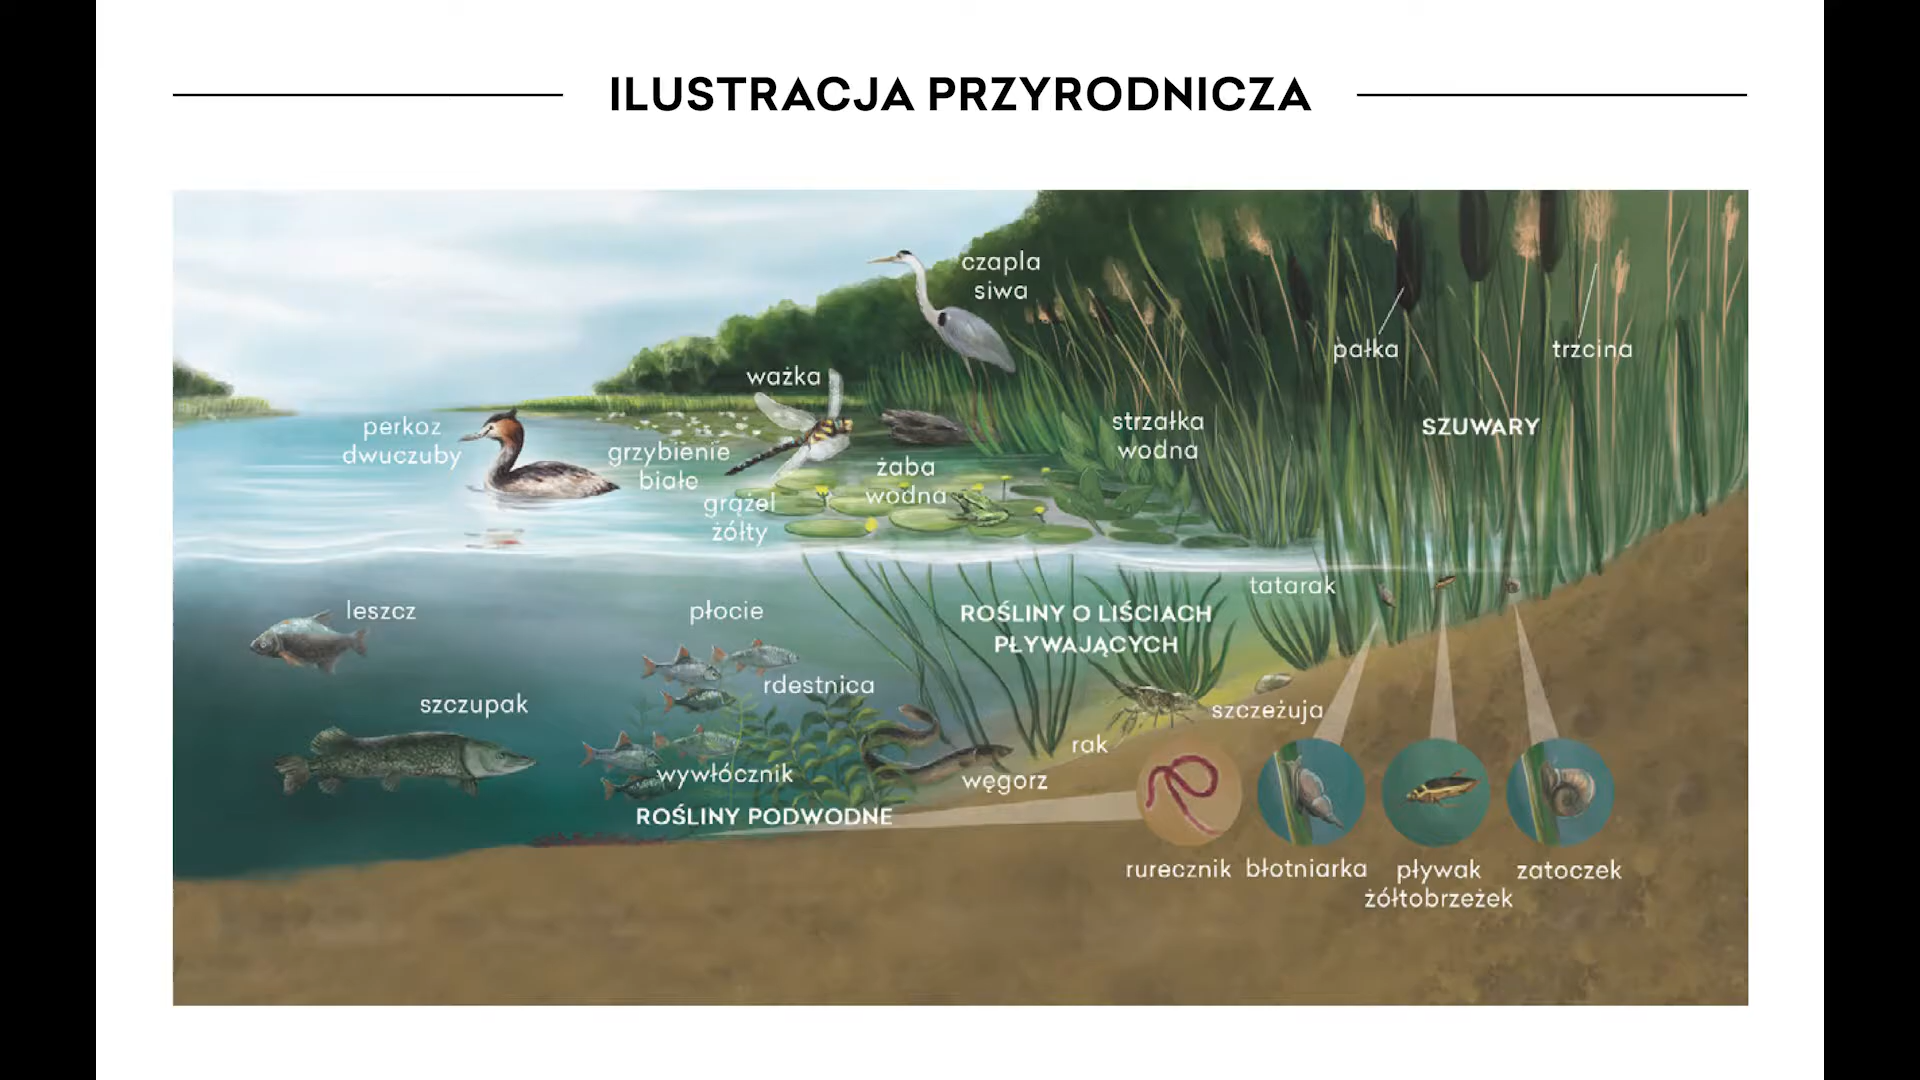 ILUSTRACJA PRZYRODNICZA
czapla
siwa
pałka
trzcina
ważka
perkoz
dwuczuby
grzybienie
białe
strzałka
wodna
SZUWARY
żaba
wodna
grążel
żółty
tatarak
leszcz
płocie
ROŚLINY O LIŚCIACH
PŁYWAJĄCYCH
rdestnica
szczupak
szczeżuja
rak
wywłócznik
węgorz
ROŚLINY PODWODNE
rurecznik
błotniarka
pływak
żółtobrzeżek
zatoczek